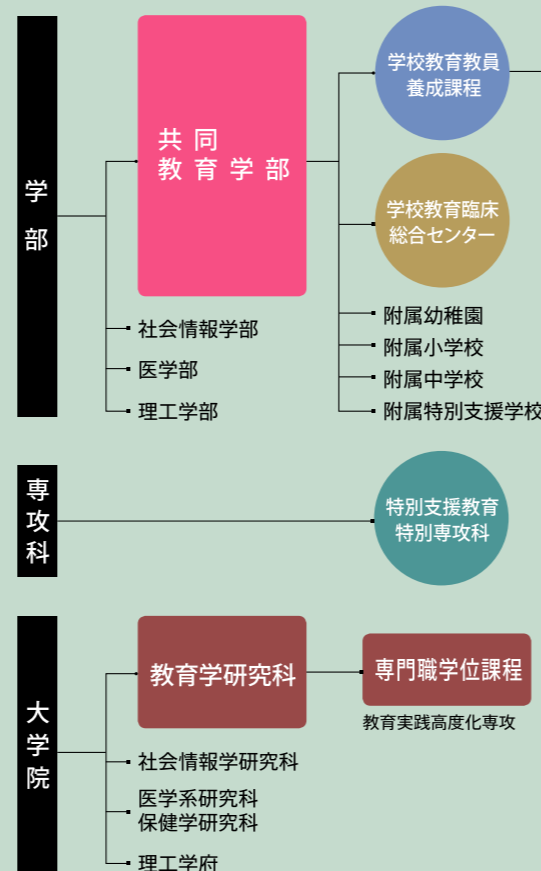 学部
共同
教育学部
社会情報学部
医学部
理工学部
学校教育教員
養成課程
学校教育臨床
総合センター
附属幼稚園
附属小学校
附属中学校
附属特別支援学校
専攻科
特別支援教育
特別専攻科
大学院
教育学研究科
専門職学位課程
教育実践高度化専攻
社会情報学研究科
医学系研究科
保健学研究科
理工学府